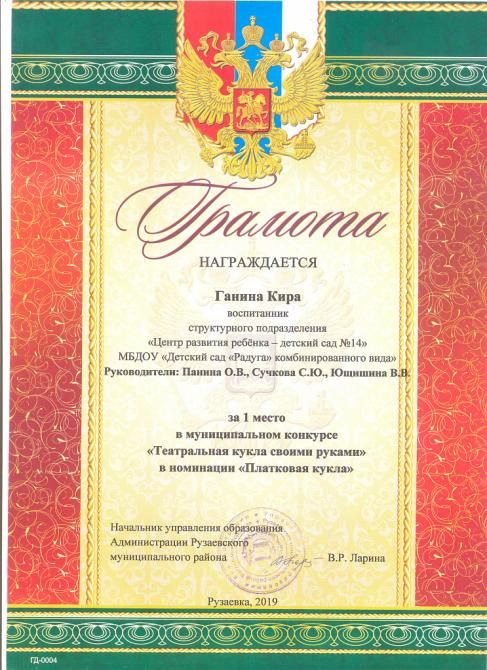 Грамота
НАГРАЖДАЕТСЯ
Ганина Кира
воспитанник
структурного подразделения
«Центр развития ребёнка – детский сад №14»
МБДОУ «Детский сад «Радуга» комбинированного вида»
Руководители: Панина О.В., Сучкова С.Ю., Ющишина В.В.
за 1 место
в муниципальном конкурсе
«Театральная кукла своими руками»
в номинации «Платковая кукла»
Начальник управления образования
Администрации Рузаевского
муниципального района В.Р. Ларина
Рузаевка, 2019
ГД-0004